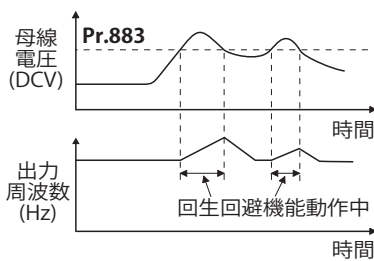 母線
電圧
(DCV)
Pr.883
時間
出力
周波数
(Hz)
回生回避機能動作中
時間